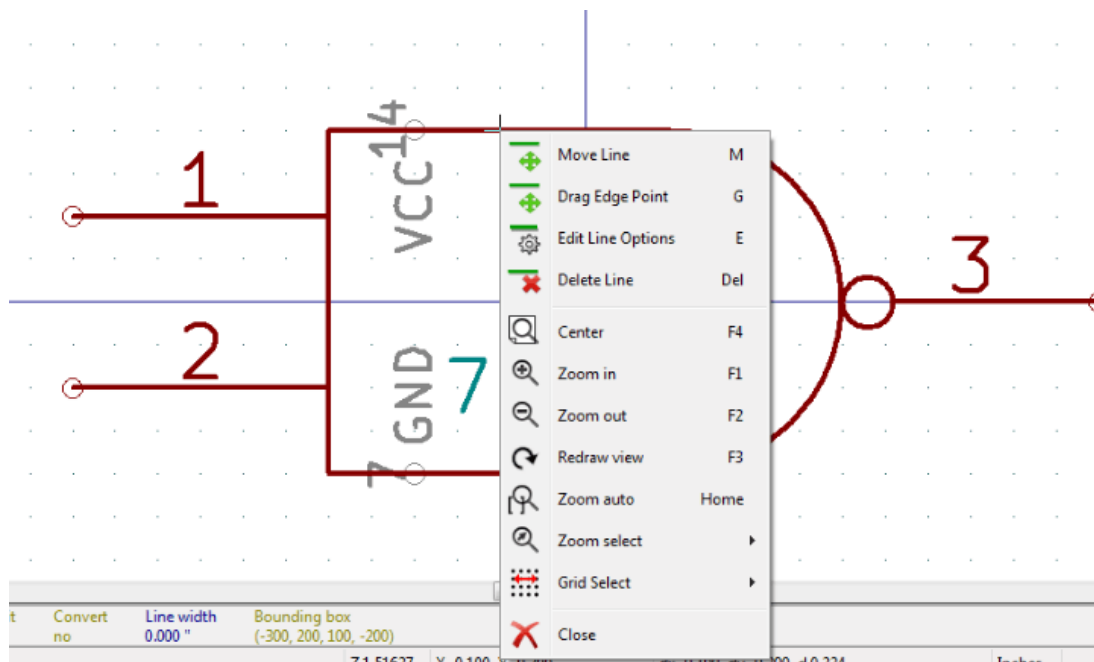 14
VCC
1
2
GND
7
7
3
Move Line M
Drag Edge Point G
Edit Line Options E
Delete Line Del
Center F4
Zoom in F1
Zoom out F2
Redraw view F3
Zoom auto Home
Zoom select
Grid Select
Close
Convert Line width Bounding box
no 0.000 " (-300, 200, 100, -200)